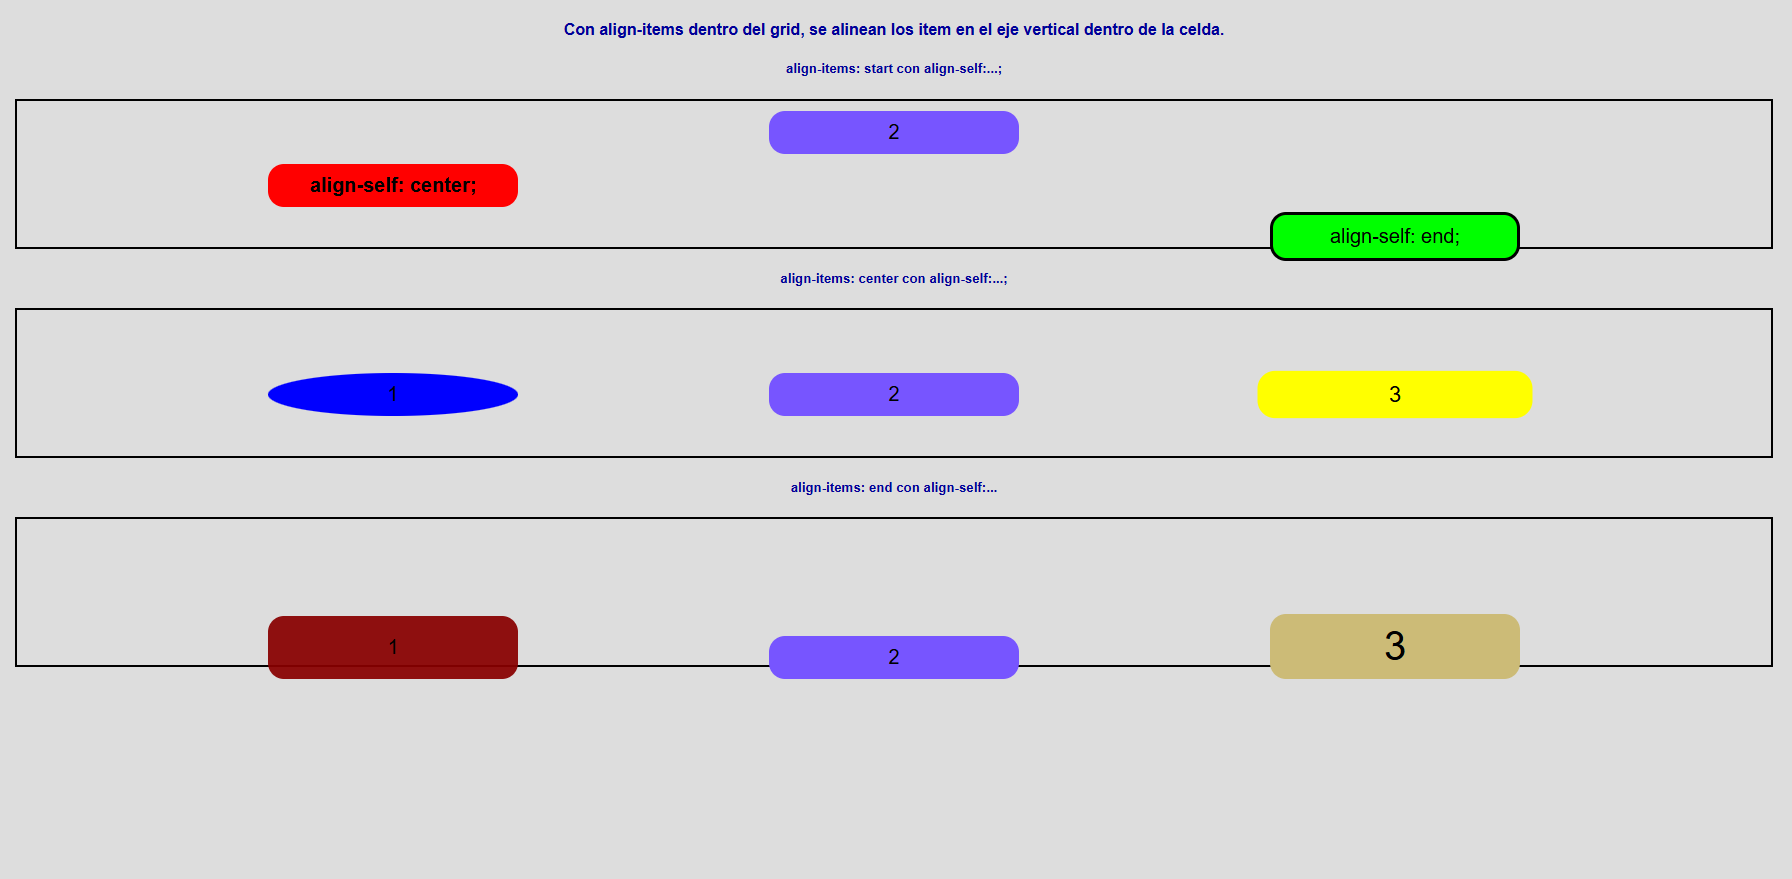 Con align-items dentro del grid, se alinean los item en el eje vertical dentro de la celda.
align-items: start con align-self:...;
2
align-self: center;
align-self: end;
align-items: center con align-self:...;
1
2
3
align-items: end con align-self:...
1
2
3